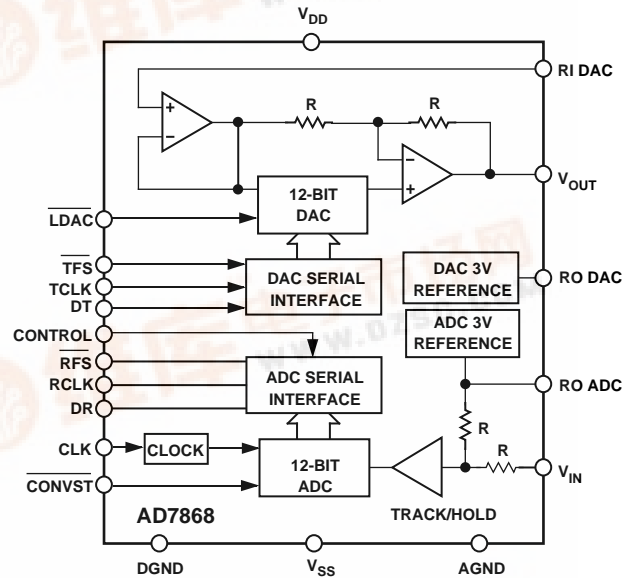 VDD
RI DAC
R
R
+
−
−
+
VOUT
12-BIT
DAC
LDAC
TFS
TCLK
DT
DAC SERIAL
INTERFACE
DAC 3V
REFERENCE
RO DAC
CONTROL
ADC 3V
REFERENCE
RFS
RCLK
DR
ADC SERIAL
INTERFACE
RO ADC
R
R
CLK
CLOCK
12-BIT
ADC
VIN
CONVST
AD7868
TRACK/HOLD
DGND
VSS
AGND